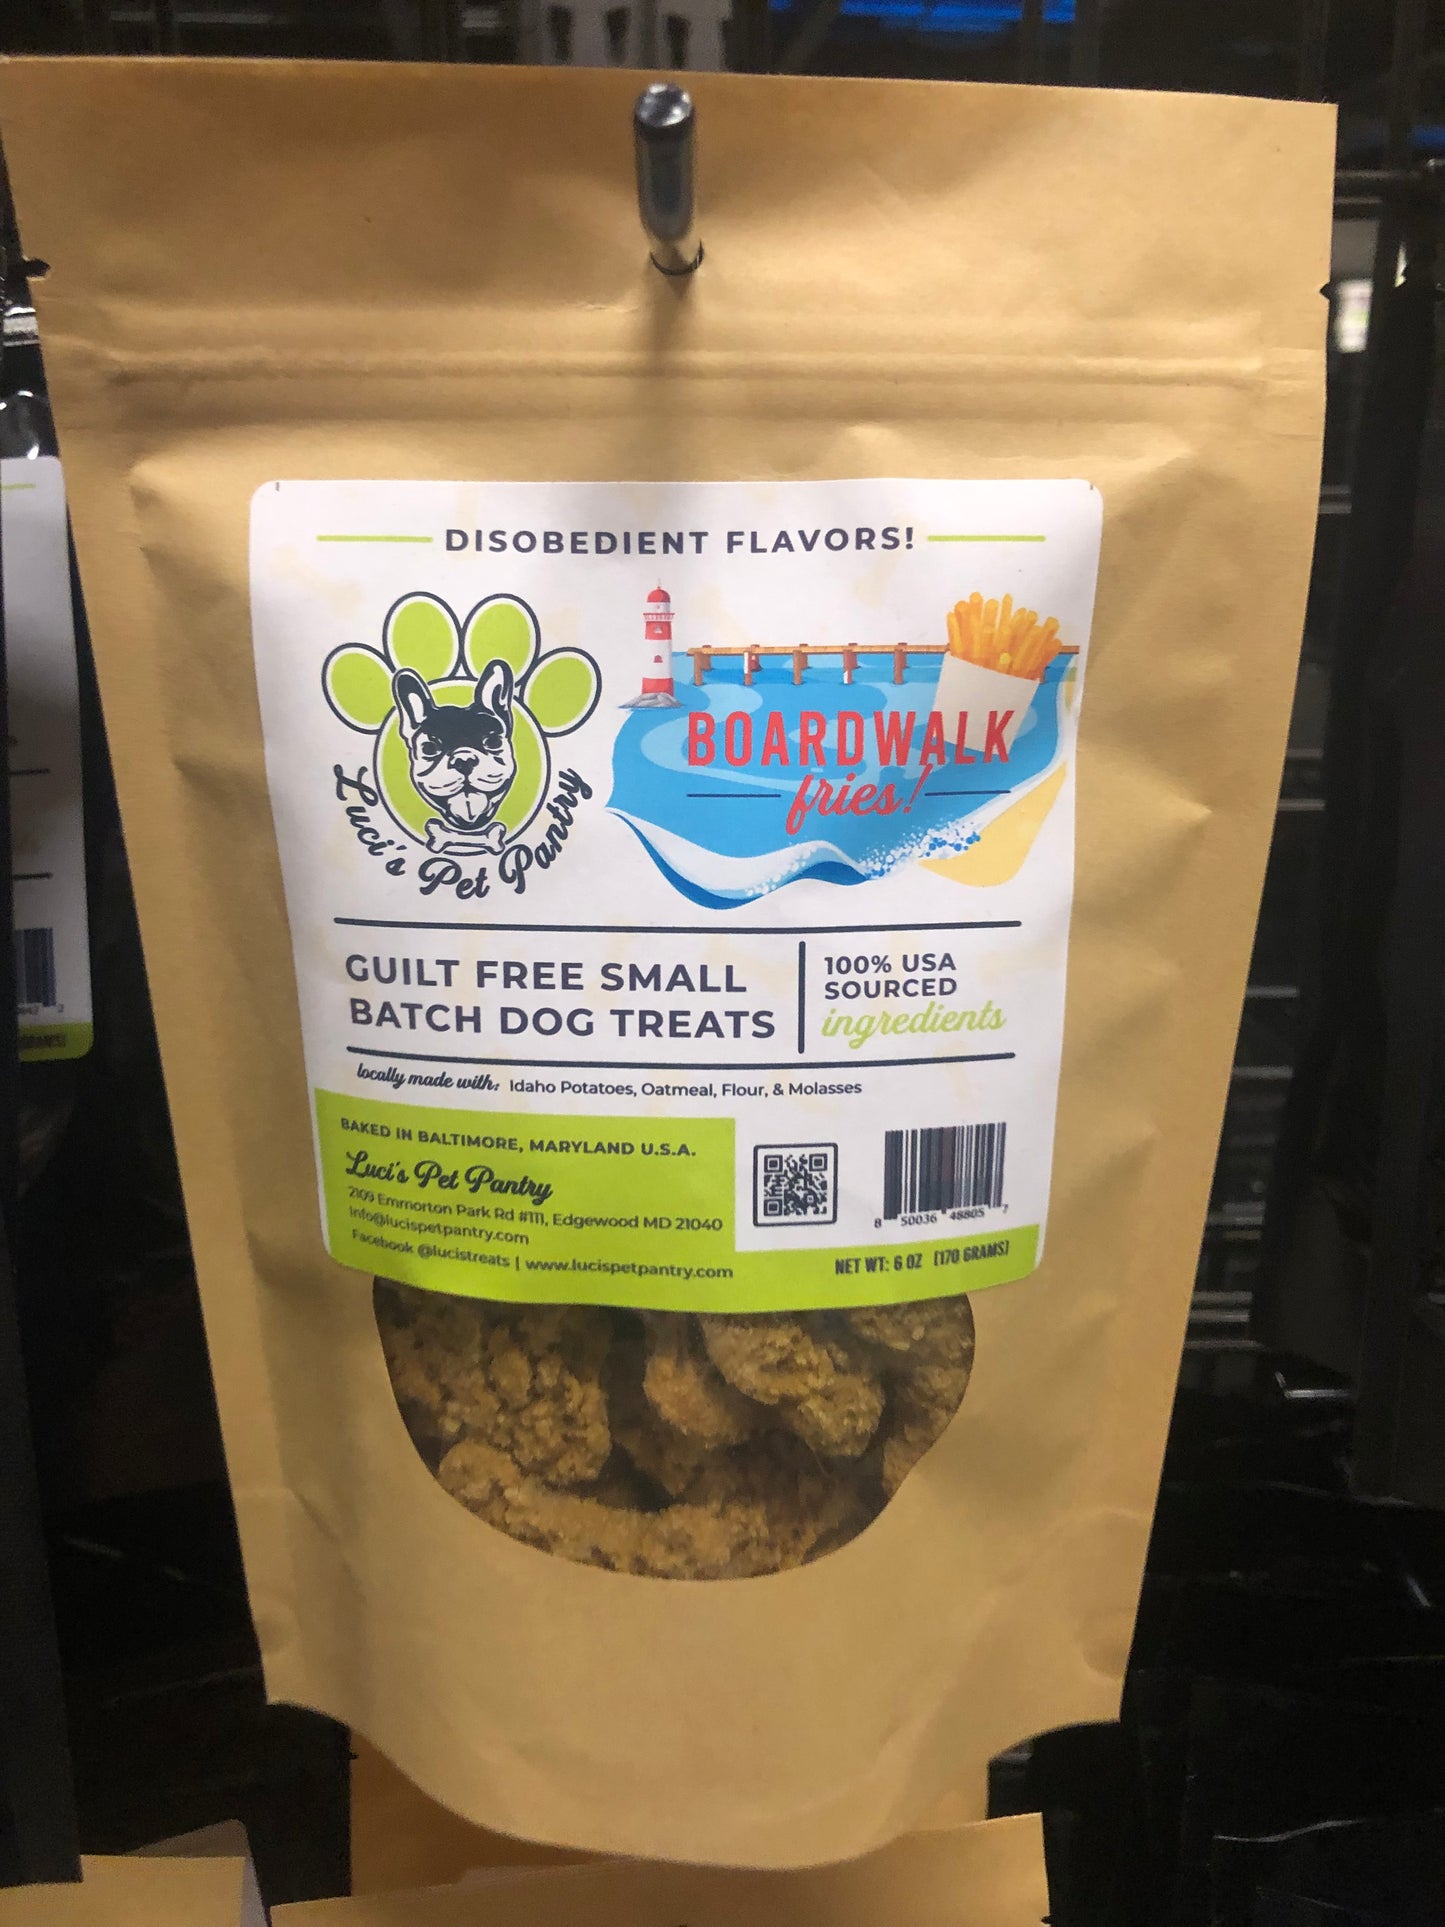 DISOBEDIENT FLAVORS!
Luci's Pet Pantry
BOARDWALK
fries!
GUILT FREE SMALL
BATCH DOG TREATS
100% USA
SOURCED
ingredients
locally made with: Idaho Potatoes, Oatmeal, Flour, & Molasses
BAKED IN BALTIMORE, MARYLAND U.S.A.
Luci's Pet Pantry
2109 Emmorton Park Rd #111, Edgewood MD 21040
Info@lucispetpantry.com
Facebook @lucistreats | www.lucispetpantry.com
8 50036 48805 7
NET WT: 6 OZ (170 GRAMS)